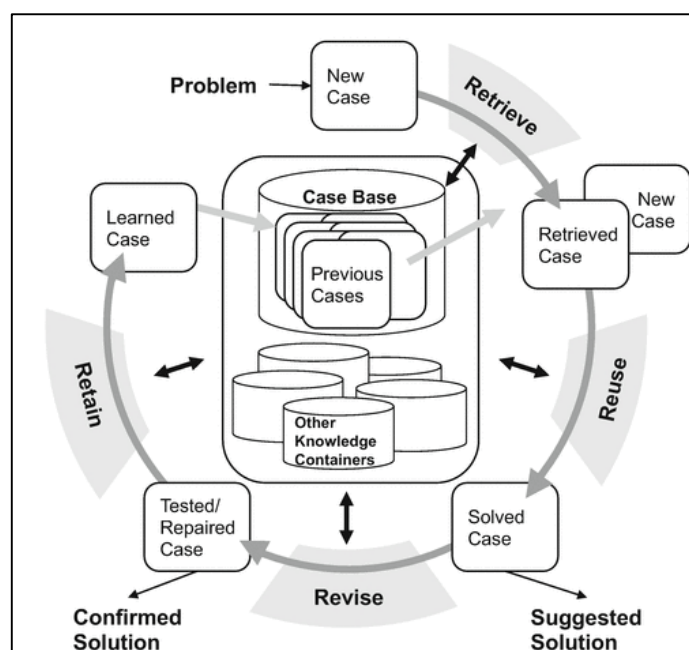 Problem
New
Case
Retrieve
Learned
Case
Case Base
Previous
Cases
New
Case
Retrieved
Case
Retain
Reuse
Other
Knowledge
Containers
Tested/
Repaired
Case
Solved
Case
Revise
Confirmed
Solution
Suggested
Solution